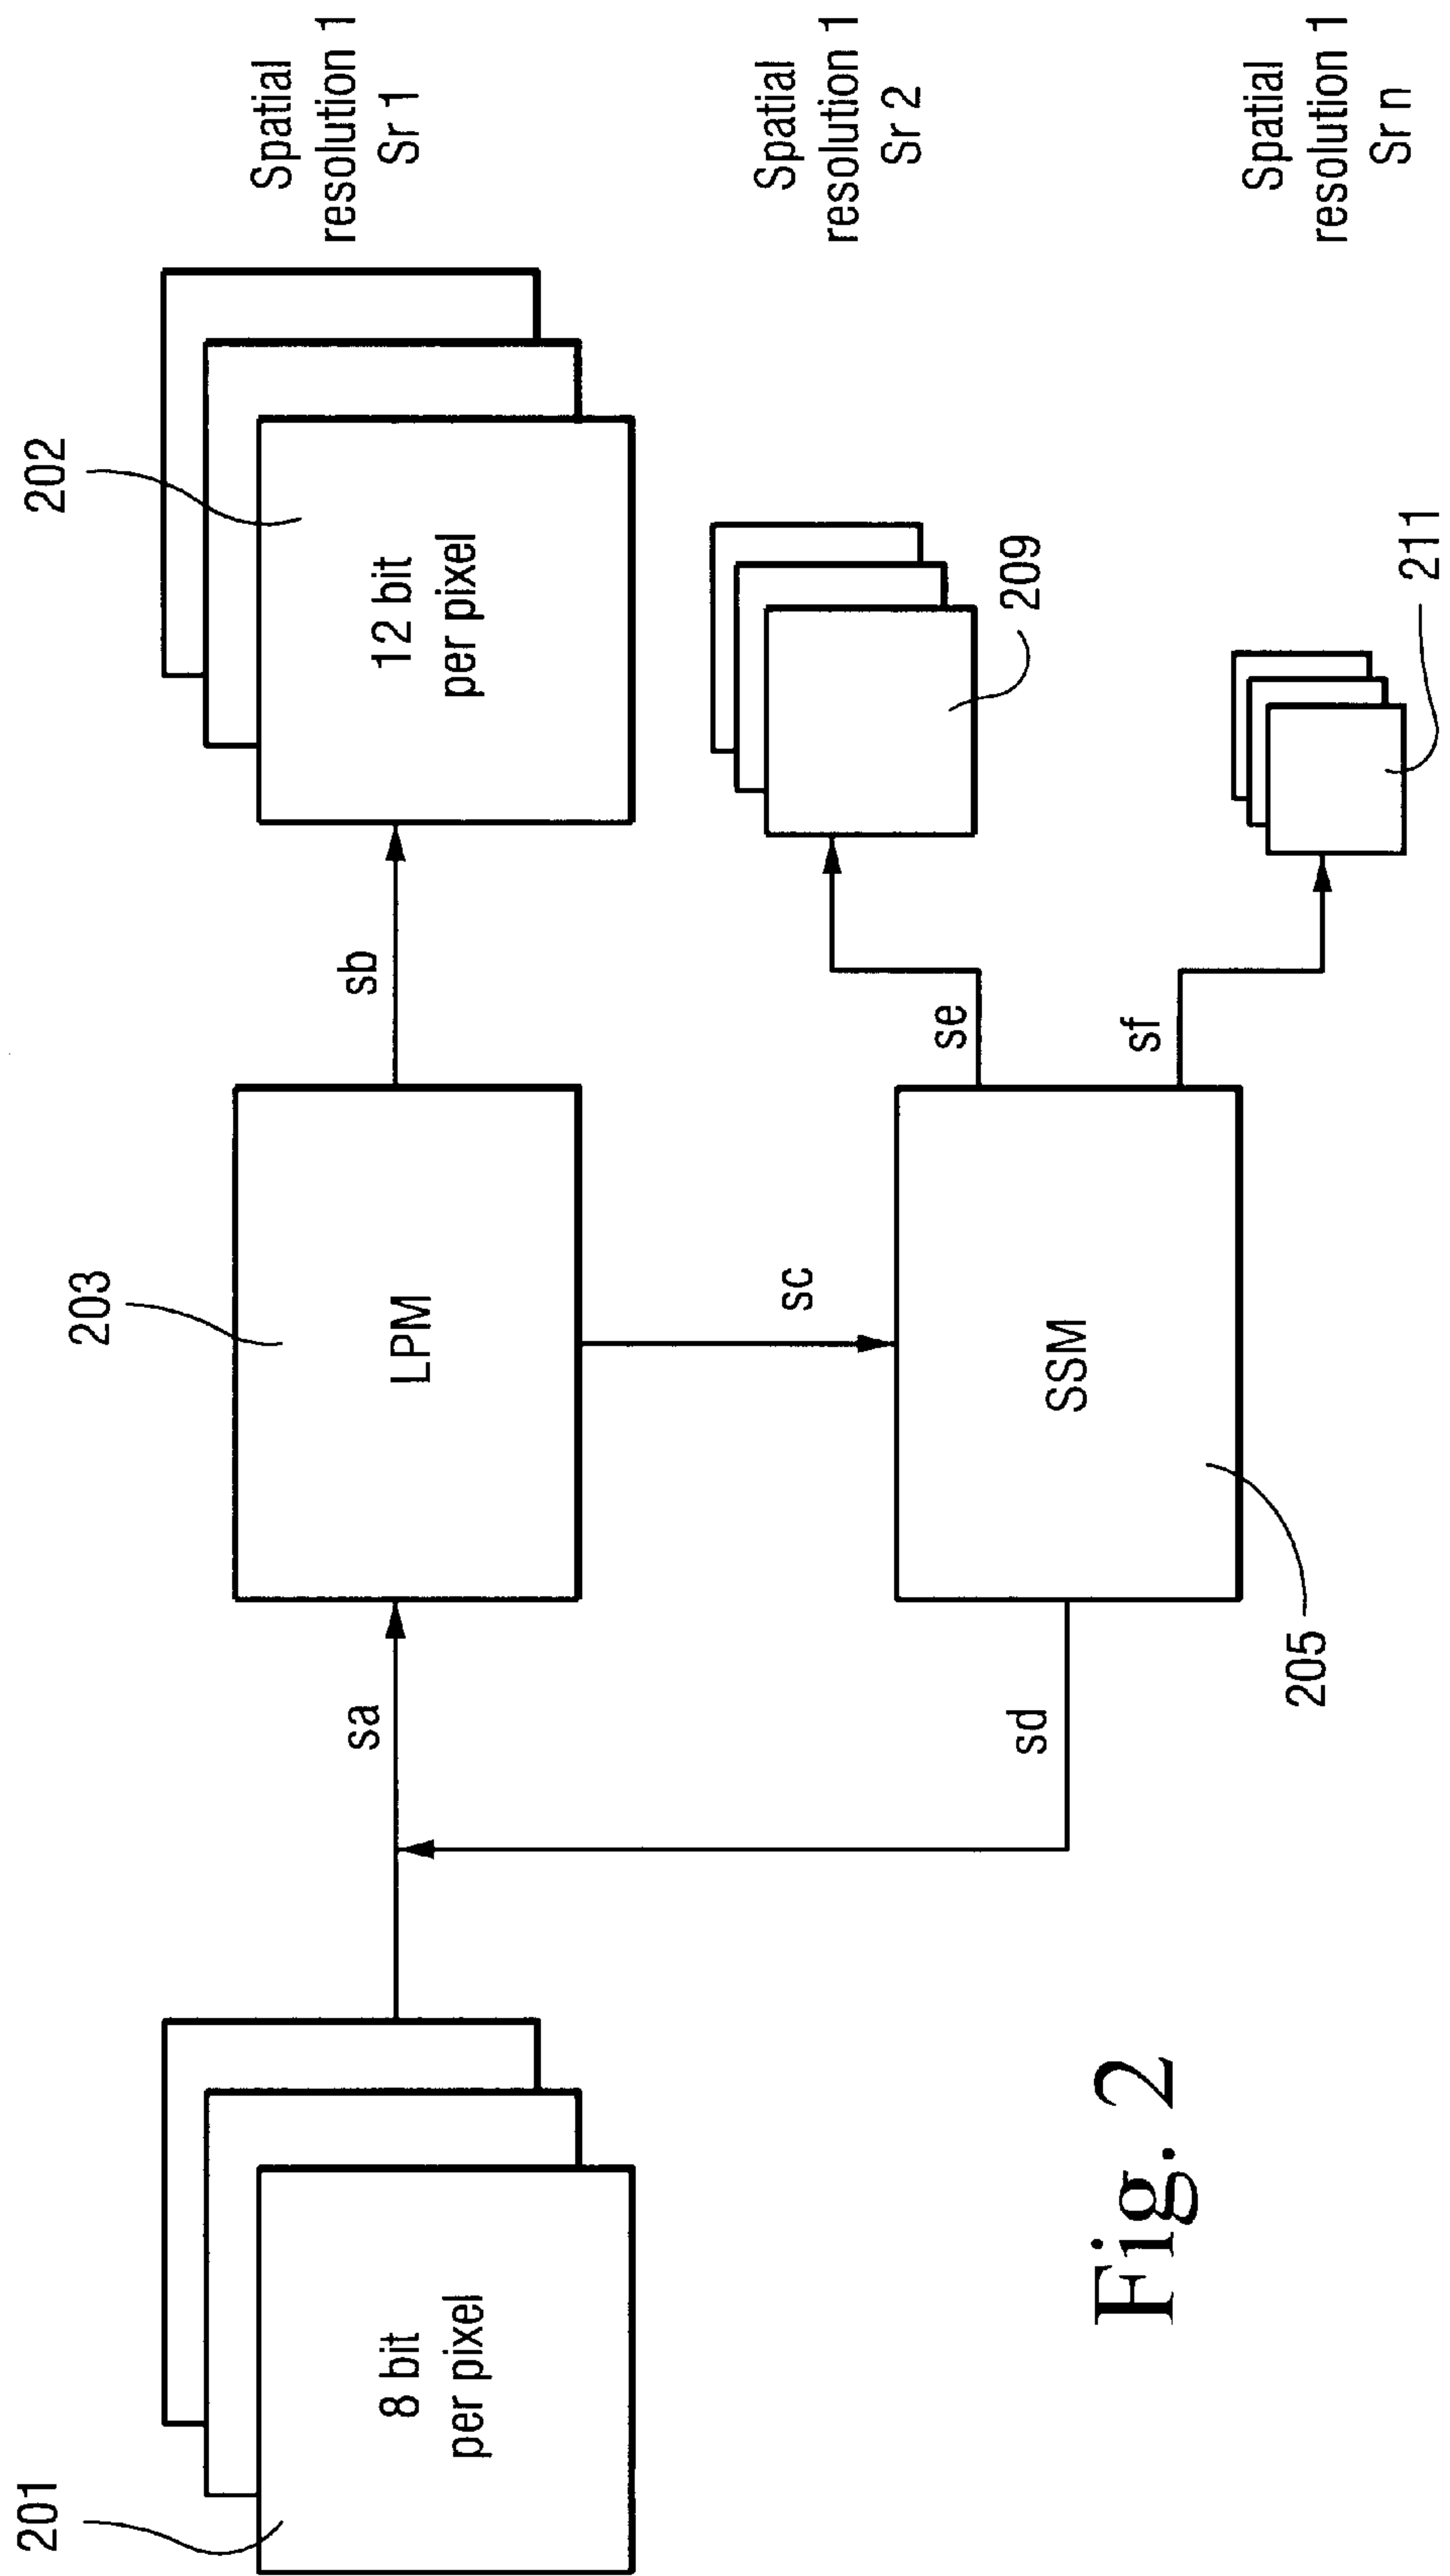 201
8 bit
per pixel
sa
203
LPM
sb
202
12 bit
per pixel
Spatial
resolution 1
Sr 1
sc
sd
SSM
205
se
209
Spatial
resolution 1
Sr 2
sf
211
Spatial
resolution 1
Sr n
Fig. 2